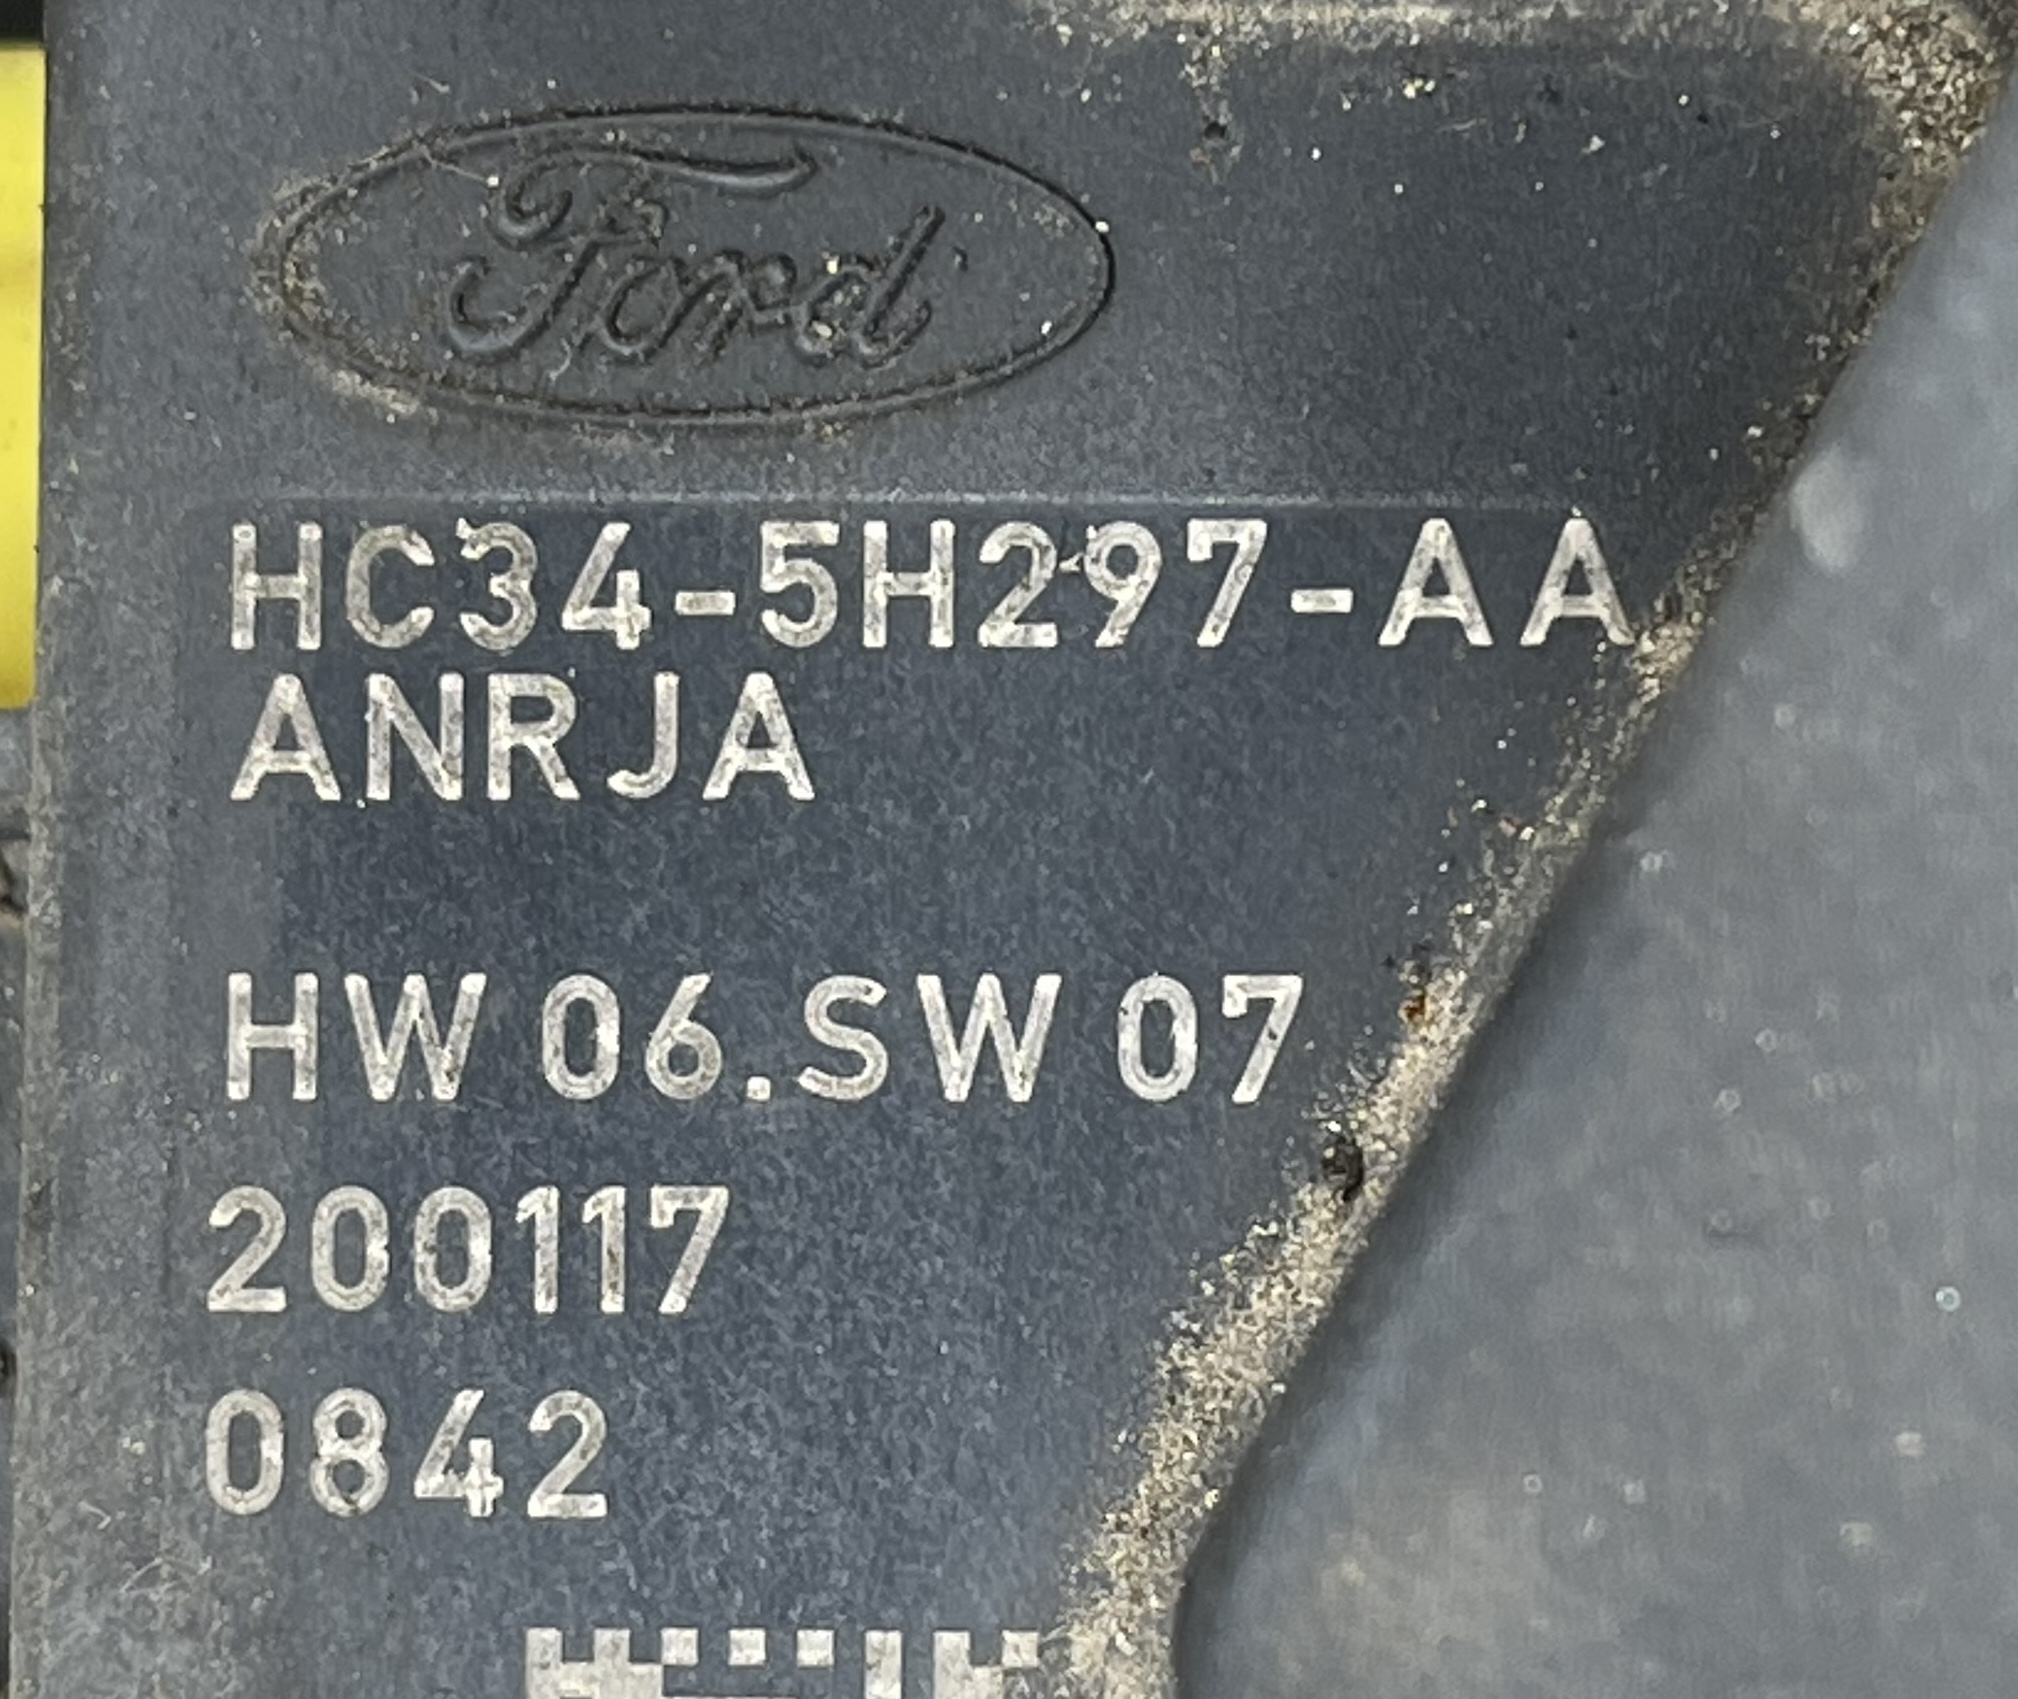 Ford
HC34-5H297-AA
ANRJA
HW 06.SW 07
200117
0842